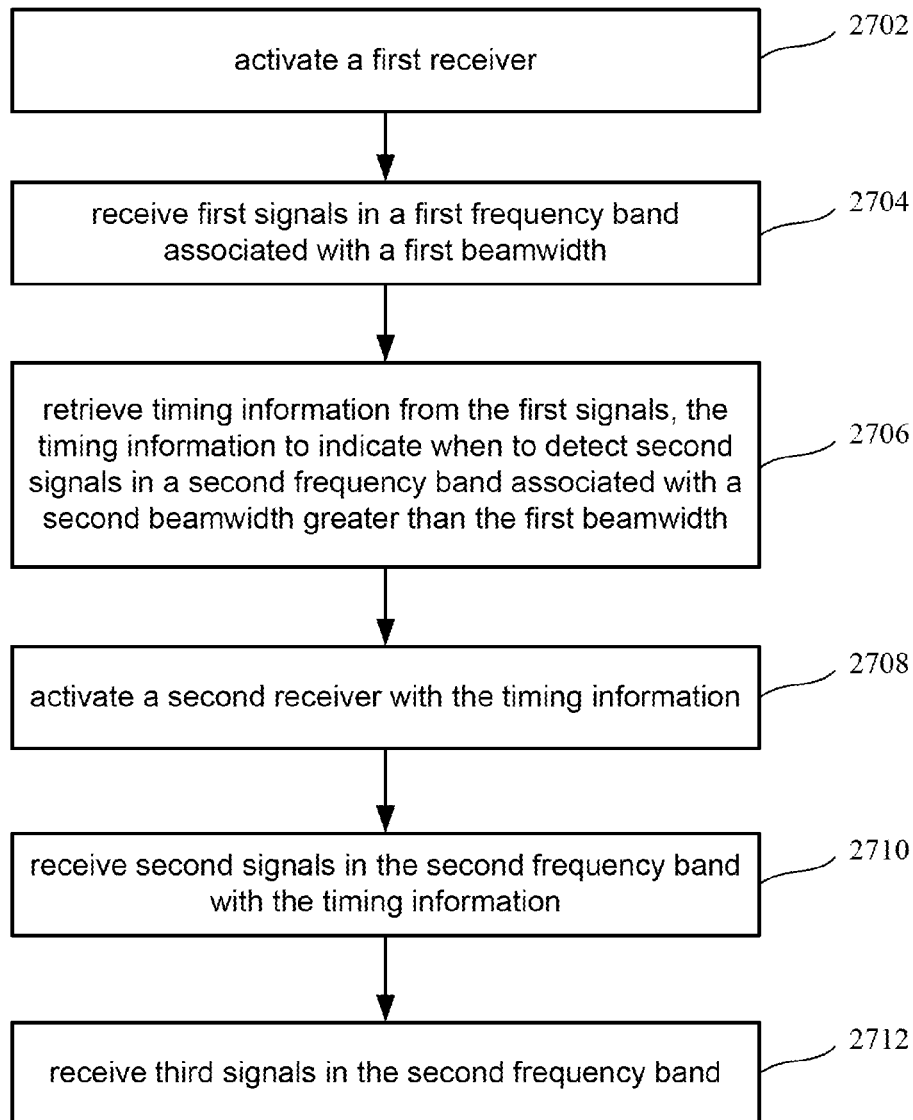 activate a first receiver
2702
receive first signals in a first frequency band
associated with a first beamwidth
2704
retrieve timing information from the first signals, the
timing information to indicate when to detect second
signals in a second frequency band associated with a
second beamwidth greater than the first beamwidth
2706
activate a second receiver with the timing information
2708
receive second signals in the second frequency band
with the timing information
2710
receive third signals in the second frequency band
2712